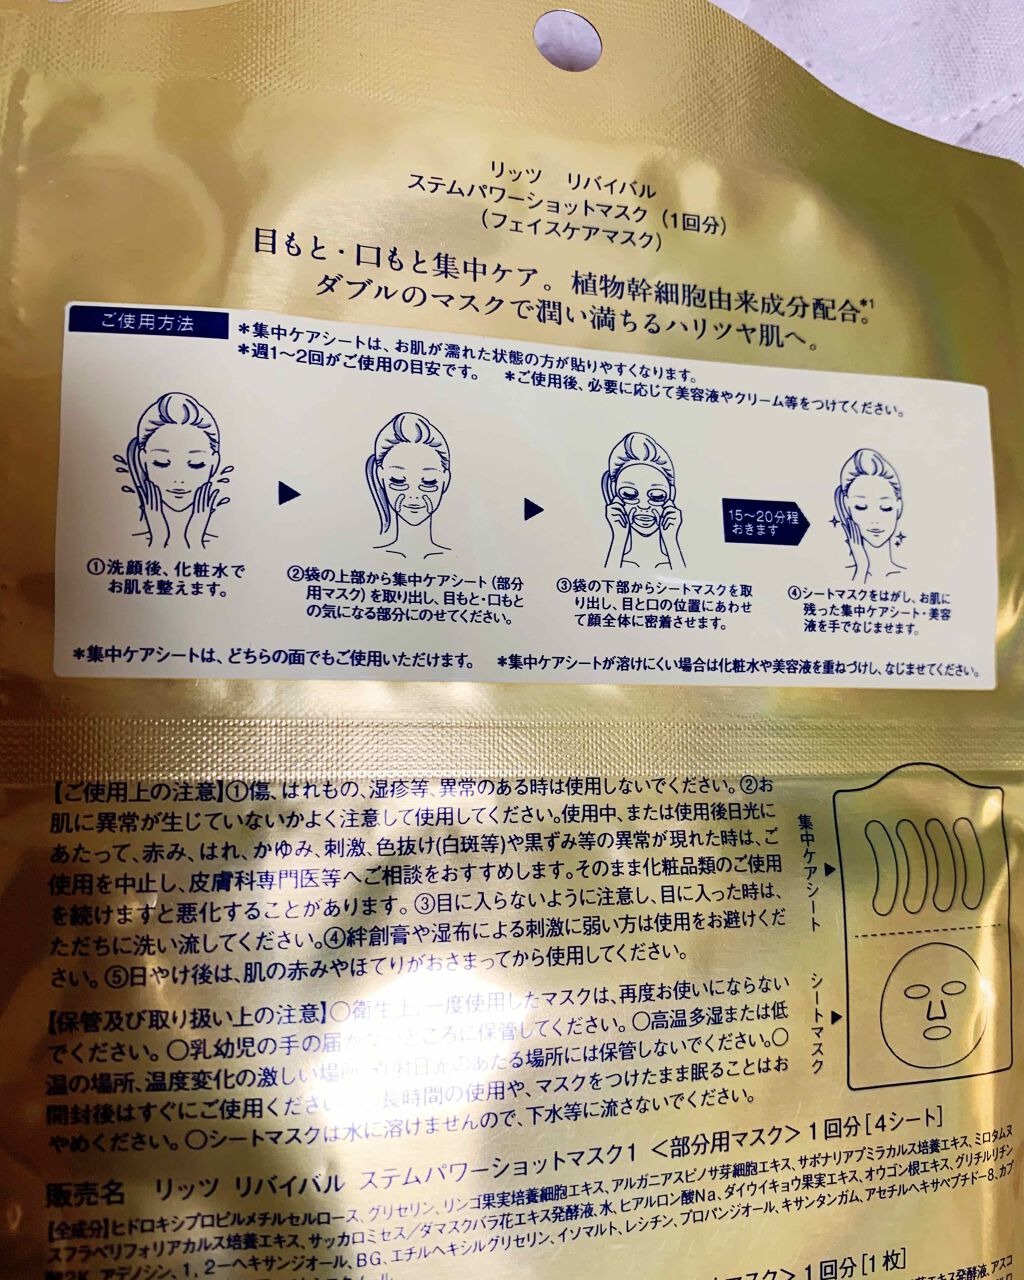 リッツ　リバイバル
ステムパワーショットマスク（1回分）
（フェイスケアマスク）
目もと・口もと集中ケア。植物幹細胞由来成分配合。*1
ダブルのマスクで潤い満ちるハリツヤ肌へ。
ご使用方法
*集中ケアシートは、お肌が濡れた状態の方が貼りやすくなります。
*週1〜2回がご使用の目安です。　*ご使用後、必要に応じて美容液やクリーム等をつけてください。
①洗顔後、化粧水で
お肌を整えます。
②袋の上部から集中ケアシート（部分
用マスク）を取り出し、目もと・口もと
の気になる部分にのせてください。
③袋の下部からシートマスクを取
り出し、目と口の位置にあわせ
て顔全体に密着させます。
15〜20分程
おきます
④シートマスクをはがし、お肌に
残った集中ケアシート・美容
液を手でなじませます。
*集中ケアシートは、どちらの面でもご使用いただけます。　*集中ケアシートが溶けにくい場合は化粧水や美容液を重ねづけし、なじませてください。
【ご使用上の注意】①傷、はれもの、湿疹等、異常のある時は使用しないでください。②お
肌に異常が生じていないかよく注意して使用してください。使用中、または使用後日光に
あたって、赤み、はれ、かゆみ、刺激、色抜け(白斑等)や黒ずみ等の異常が現れた時は、ご
使用を中止し、皮膚科専門医等へご相談をおすすめします。そのまま化粧品類のご使用
を続けますと悪化することがあります。③目に入らないように注意し、目に入った時は、
ただちに洗い流してください。④絆創膏や湿布による刺激に弱い方は使用をお避けくだ
さい。⑤日やけ後は、肌の赤みやほてりがおさまってから使用してください。
集中ケアシート
シートマスク
【保管及び取り扱い上の注意】○衛生上、一度使用したマスクは、再度お使いにならない
でください。○乳幼児の手の届かないところに保管してください。○高温多湿または低
温の場所、温度変化の激しい場所、直射日光のあたる場所には保管しないでください。○
開封後はすぐにご使用ください。○長時間の使用や、マスクをつけたまま眠ることはお
やめください。○シートマスクは水に溶けませんので、下水等に流さないでください。
販売名　リッツ リバイバル ステムパワーショットマスク1 ＜部分用マスク＞1回分[4シート]
[全成分]ヒドロキシプロピルメチルセルロース、グリセリン、リンゴ果実培養細胞エキス、アルガニアスピノサ芽細胞エキス、サポナリアプミラカルス培養エキス、ミロタムヌ
スフラベリフォリアカルス培養エキス、サッカロミセス/ダマスクバラ花エキス発酵液、水、ヒアルロン酸Na、ダイウイキョウ果実エキス、オウゴン根エキス、グリチルリチン
酸2K、アデノシン、1,2-ヘキサンジオール、BG、エチルヘキシルグリセリン、イソマルト、レシチン、プロパンジオール、キサンタンガム、アセチルヘキサペプチド-8、カプ
マスク＞1回分[1枚]
エキス発酵液、アスコ